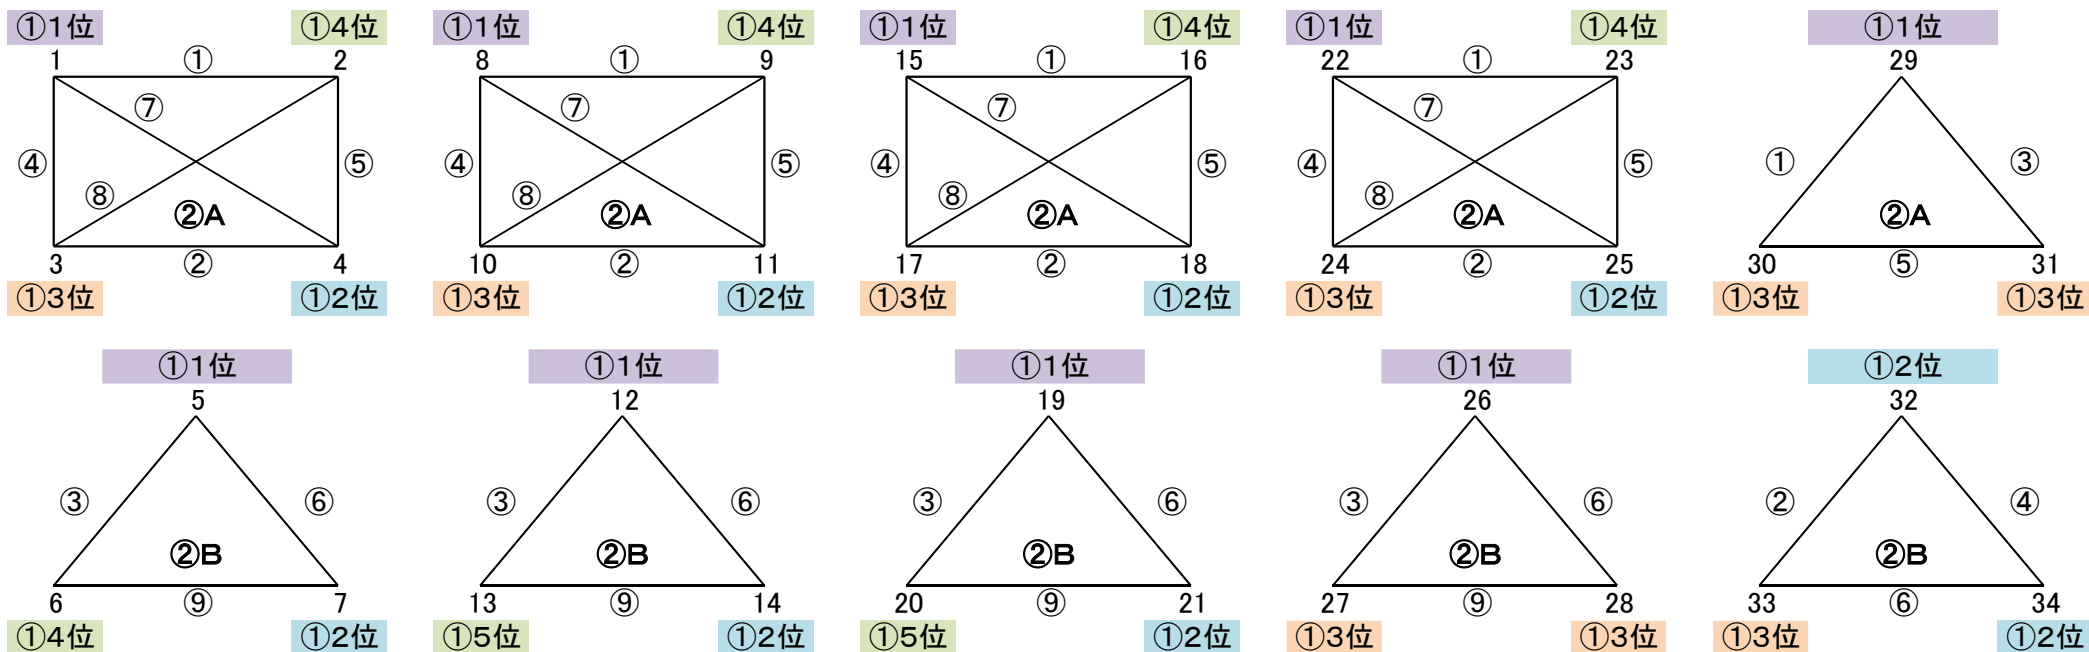 ①1位 ①4位 ①1位 ①4位 ①1位 ①4位 ①1位 ①4位 ①1位
1 ① 2 8 ① 9 15 ① 16 22 ① 23 29
⑦ ⑦ ⑦ ⑦
④ ⑤ ④ ⑤ ④ ⑤ ④ ⑤ ① ③
⑧ ⑧ ⑧ ⑧
②A ②A ②A ②A ②A
3 ② 4 10 ② 11 17 ② 18 24 ② 25 30 ⑤ 31
①3位 ①2位 ①3位 ①2位 ①3位 ①2位 ①3位 ①2位 ①3位 ①3位
①1位 ①1位 ①1位 ①1位 ①2位
5 12 19 26 32
③ ⑥ ③ ⑥ ③ ⑥ ③ ⑥ ② ④
②B ②B ②B ②B ②B
6 ⑨ 7 13 ⑨ 14 20 ⑨ 21 27 ⑨ 28 33 ⑥ 34
①4位 ①2位 ①5位 ①2位 ①5位 ①2位 ①3位 ①3位 ①3位 ①2位